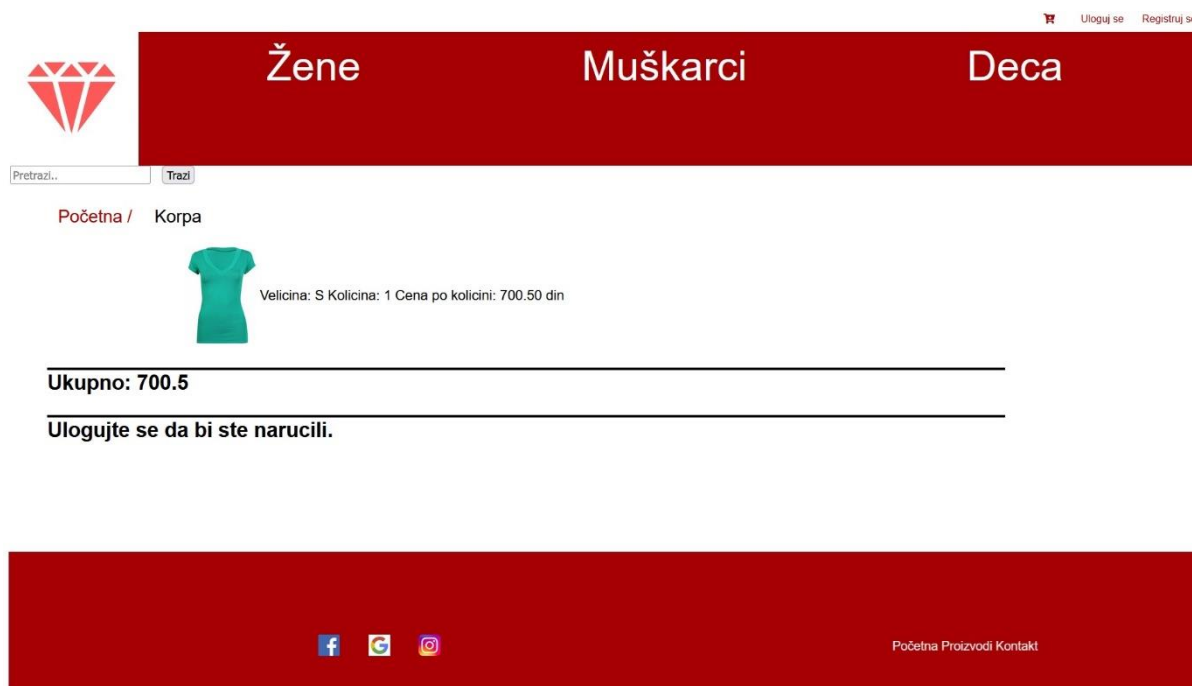 Uloguj se Registruj se
Žene Muškarci Deca
Pretrazi.. Trazi
Početna / Korpa
Velicina: S Kolicina: 1 Cena po kolicini: 700.50 din
Ukupno: 700.5
Ulogujte se da bi ste narucili.
Početna Proizvodi Kontakt